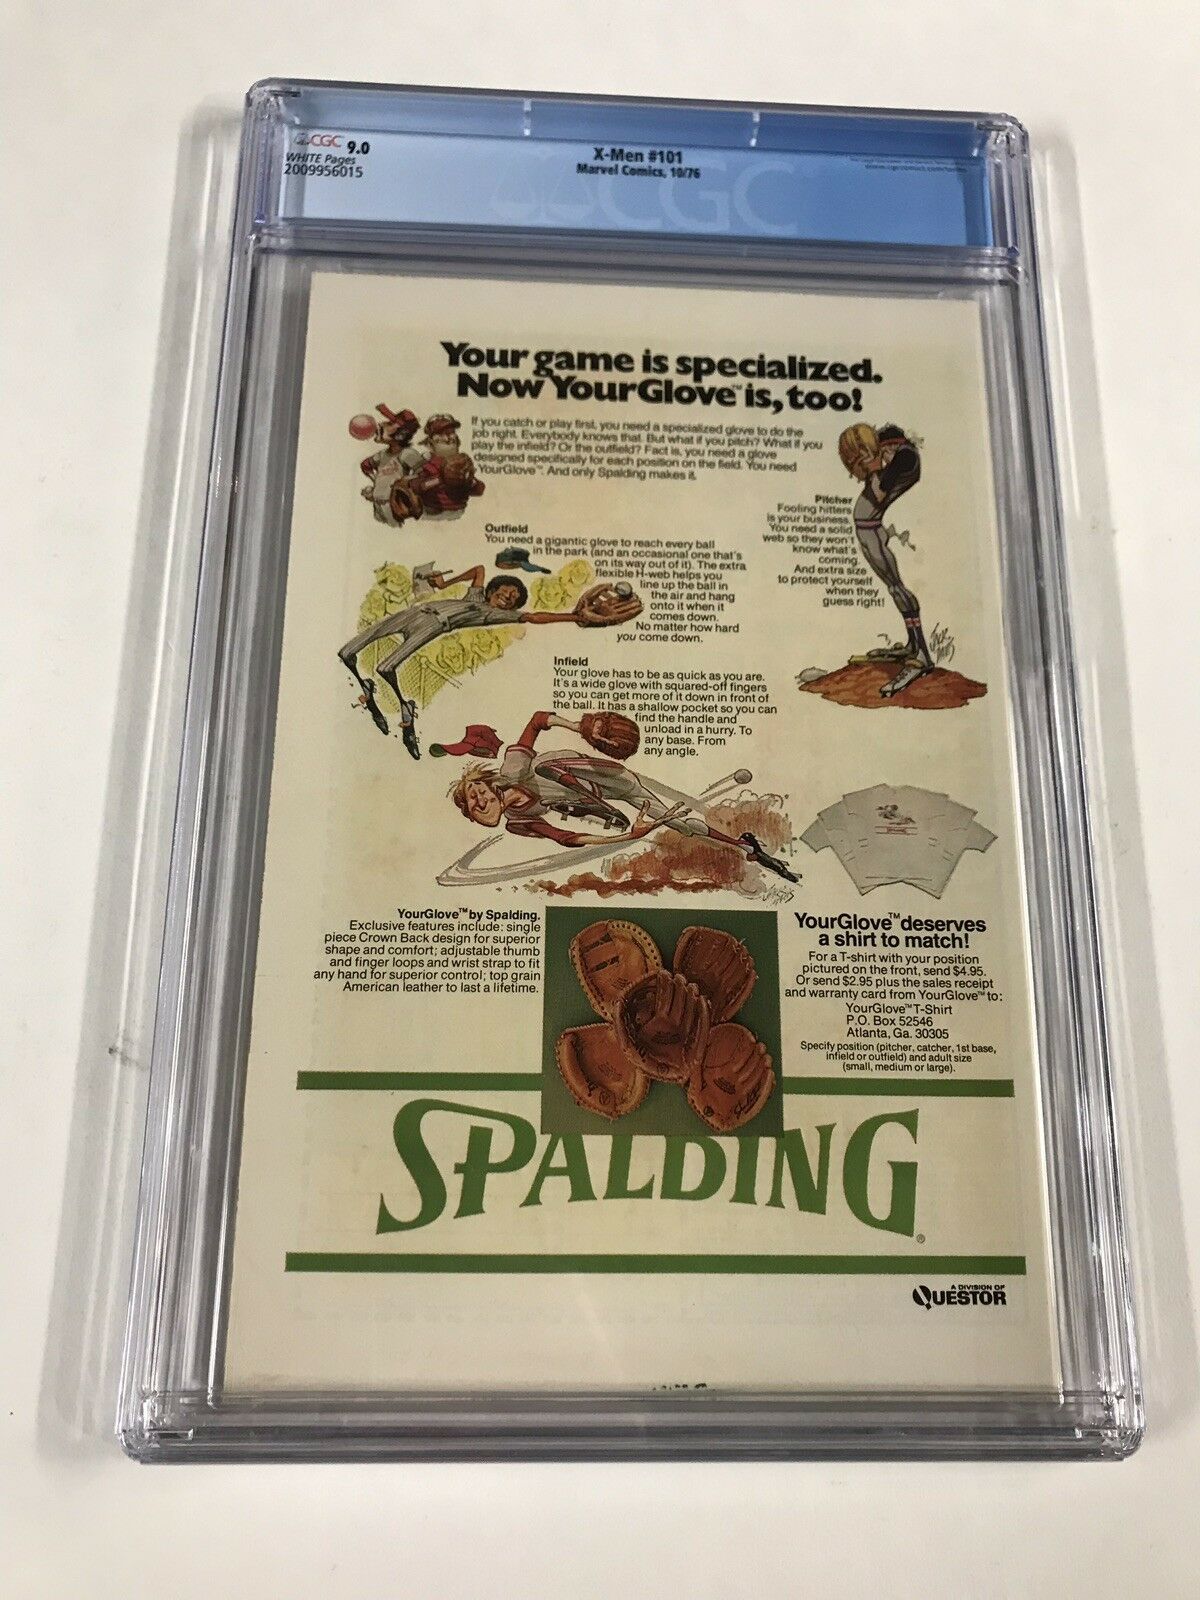 CGC 9.0
WHITE Pages
2009956015
X-Men #101
Marvel Comics, 10/76
CGC
Your game is specialized.
Now YourGlove™ is, too!
If you catch or play first, you need a specialized glove to do the
job right. Everybody knows that. But what if you pitch? What if you
play the infield? Or the outfield? Fact is, you need a glove
designed specifically for each position on the field. You need
YourGlove™. And only Spalding makes it.
Pitcher
Fooling hitters
is your business.
You need a solid
web so they won't
know what's
coming.
And extra size
to protect yourself
when they
guess right!
Outfield
You need a gigantic glove to reach every ball
in the park (and an occasional one that's
on its way out of it). The extra
flexible H-web helps you
line up the ball in
the air and hang
onto it when it
comes down.
No matter how hard
you come down.
Infield
Your glove has to be as quick as you are.
It's a wide glove with squared-off fingers
so you can get more of it down in front of
the ball. It has a shallow pocket so you can
find the handle and
unload in a hurry. To
any base. From
any angle.
YourGlove™ by Spalding.
Exclusive features include: single
piece Crown Back design for superior
shape and comfort; adjustable thumb
and finger loops and wrist strap to fit
any hand for superior control; top grain
American leather to last a lifetime.
YourGlove™ deserves
a shirt to match!
For a T-shirt with your position
pictured on the front, send $4.95.
Or send $2.95 plus the sales receipt
and warranty card from YourGlove™ to:
YourGlove™ T-Shirt
P.O. Box 52546
Atlanta, Ga. 30305
Specify position (pitcher, catcher, 1st base,
infield or outfield) and adult size
(small, medium or large).
SPALDING®
A DIVISION OF
QUESTOR